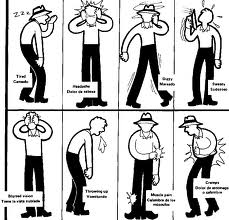 Z Z Z
Tired
Cansado
Headache
Dolor de cabeza
Dizzy
Mareado
Sweaty
Sudoroso
Blurred vision
Tiene la vista nublada
Throwing up
Vomitando
Muscle pain
Calambre de los
músculos
Cramps
Dolor de estomago
o calambre